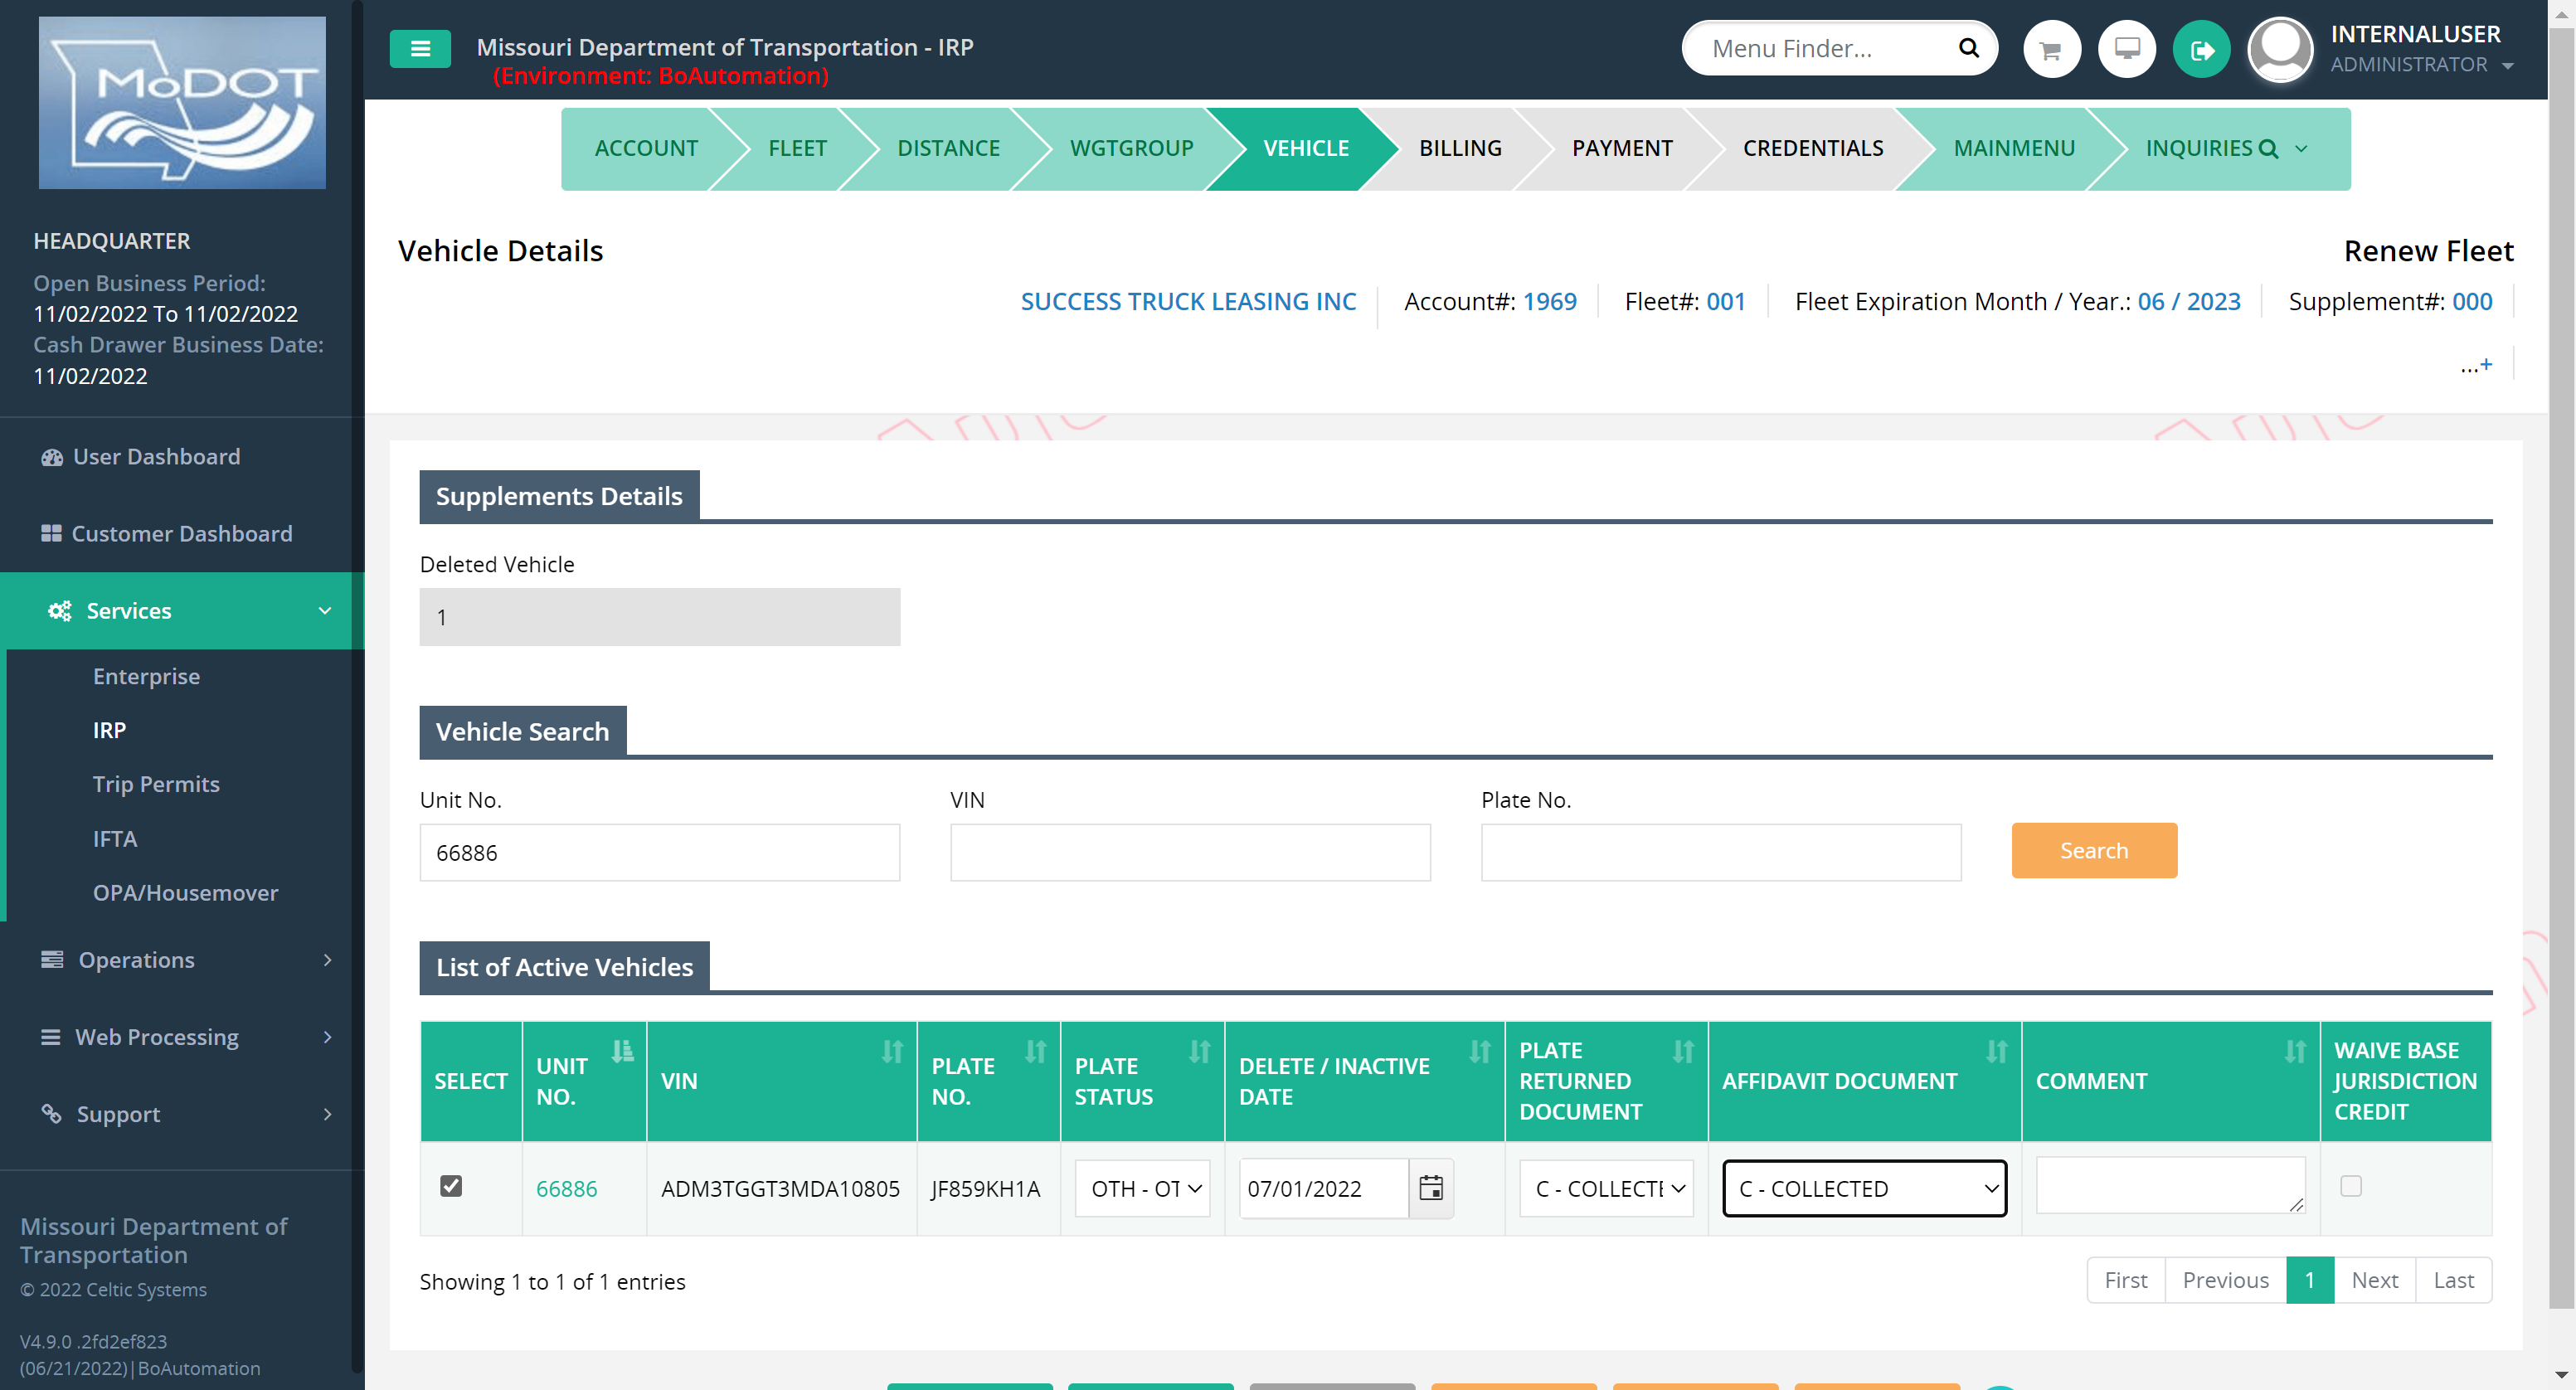 MoDOT
HEADQUARTER
Open Business Period:
11/02/2022 To 11/02/2022
Cash Drawer Business Date:
11/02/2022
User Dashboard
Customer Dashboard
Services
Enterprise
IRP
Trip Permits
IFTA
OPA/Housemover
Operations
Web Processing
Support
Missouri Department of
Transportation
© 2022 Celtic Systems
V4.9.0 .2fd2ef823
(06/21/2022)|BoAutomation
Missouri Department of Transportation - IRP
(Environment: BoAutomation)
Menu Finder...
INTERNALUSER
ADMINISTRATOR
ACCOUNT FLEET DISTANCE WGTGROUP VEHICLE BILLING PAYMENT CREDENTIALS MAINMENU INQUIRIES
Vehicle Details
Renew Fleet
SUCCESS TRUCK LEASING INC Account#: 1969 Fleet#: 001 Fleet Expiration Month / Year.: 06 / 2023 Supplement#: 000
...+
Supplements Details
Deleted Vehicle
1
Vehicle Search
Unit No. VIN Plate No.
66886
Search
List of Active Vehicles
SELECT
UNIT
NO.
VIN
PLATE
NO.
PLATE
STATUS
DELETE / INACTIVE
DATE
PLATE
RETURNED
DOCUMENT
AFFIDAVIT DOCUMENT
COMMENT
WAIVE BASE
JURISDICTION
CREDIT
66886 ADM3TGGT3MDA10805 JF859KH1A OTH - OT 07/01/2022 C - COLLECTE C - COLLECTED
Showing 1 to 1 of 1 entries
First Previous 1 Next Last